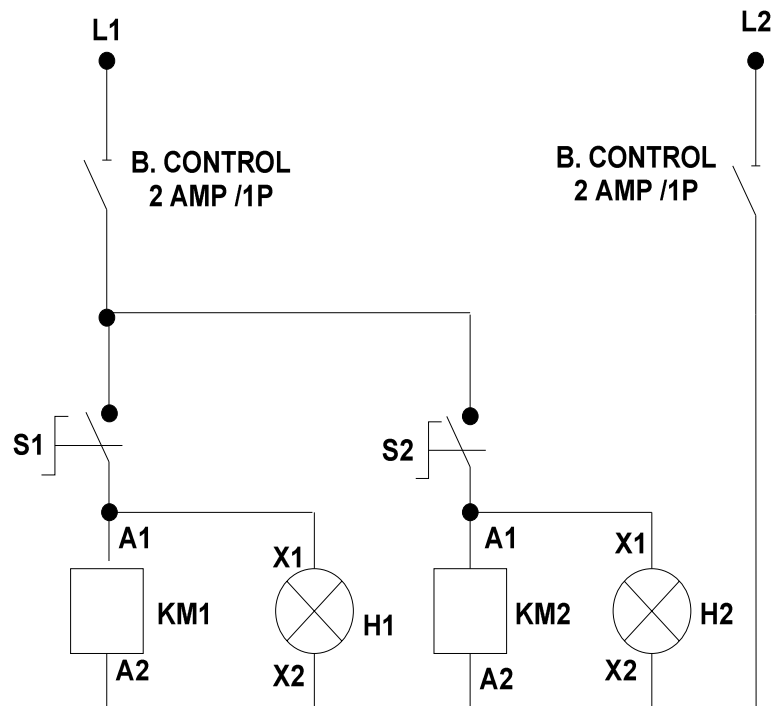 L1
L2
B. CONTROL
2 AMP /1P
B. CONTROL
2 AMP /1P
S1
S2
A1
X1
A1
X1
KM1
H1
KM2
H2
A2
X2
A2
X2